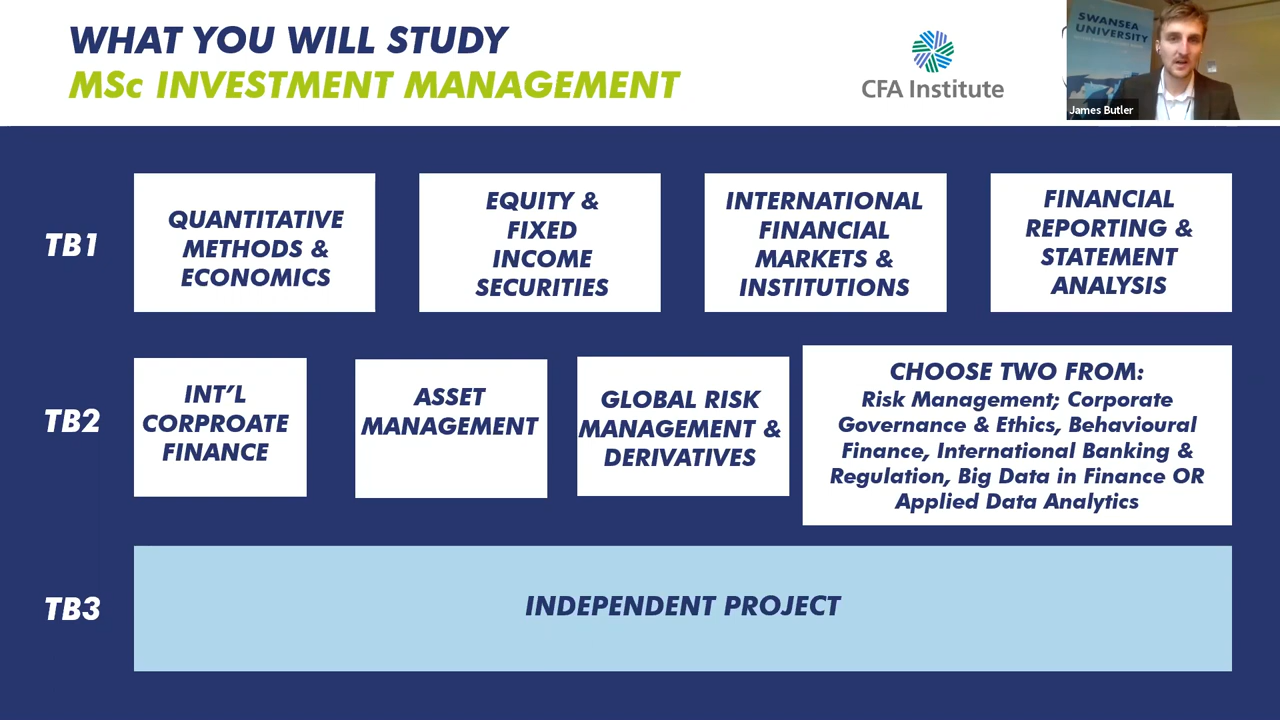 WHAT YOU WILL STUDY
MSc INVESTMENT MANAGEMENT
CFA Institute
SWANSEA
UNIVERSITY
James Butler
TB1
QUANTITATIVE
METHODS &
ECONOMICS
EQUITY &
FIXED
INCOME
SECURITIES
INTERNATIONAL
FINANCIAL
MARKETS &
INSTITUTIONS
FINANCIAL
REPORTING &
STATEMENT
ANALYSIS
TB2
INT'L
CORPROATE
FINANCE
ASSET
MANAGEMENT
GLOBAL RISK
MANAGEMENT &
DERIVATIVES
CHOOSE TWO FROM:
Risk Management; Corporate
Governance & Ethics, Behavioural
Finance, International Banking &
Regulation, Big Data in Finance OR
Applied Data Analytics
TB3
INDEPENDENT PROJECT